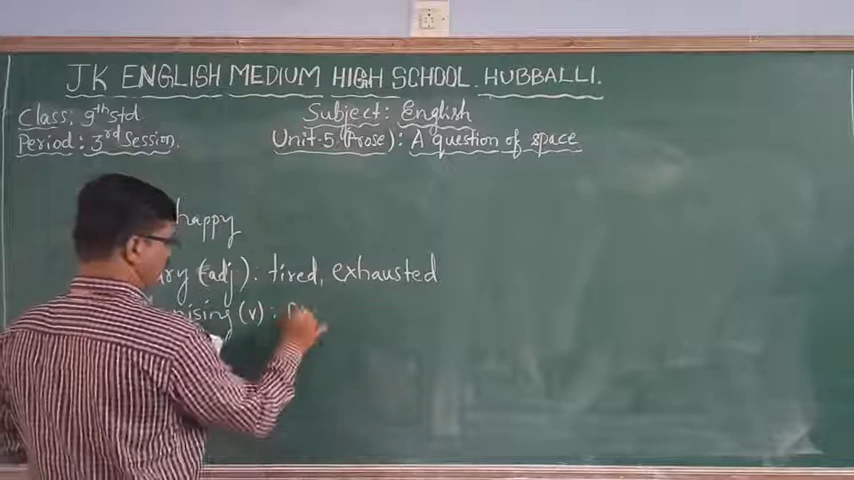 JK ENGLISH MEDIUM HIGH SCHOOL. HUBBALLI.
Class: 9th std
Subject: English
Period: 3rd Session.
Unit-5 (Prose): A question of space
happy
(adj): tired, exhausted
(v):